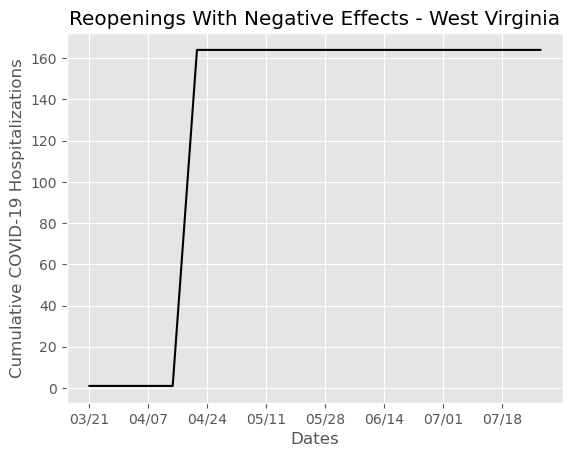 Reopenings With Negative Effects - West Virginia
Cumulative COVID-19 Hospitalizations
160
140
120
100
80
60
40
20
0
03/21 04/07 04/24 05/11 05/28 06/14 07/01 07/18
Dates